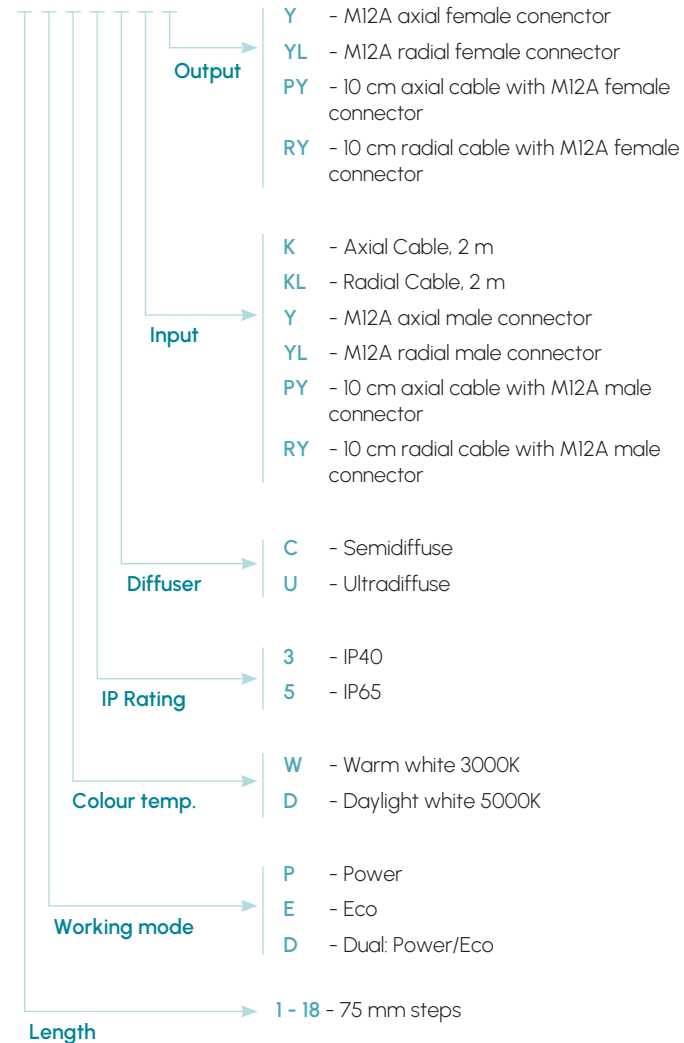 Y - M12A axial female conenctor
YL - M12A radial female connector
Output
PY - 10 cm axial cable with M12A female
connector
RY - 10 cm radial cable with M12A female
connector
K - Axial Cable, 2 m
KL - Radial Cable, 2 m
Y - M12A axial male connector
Input
YL - M12A radial male connector
PY - 10 cm axial cable with M12A male
connector
RY - 10 cm radial cable with M12A male
connector
C - Semidiffuse
U - Ultradiffuse
Diffuser
3 - IP40
5 - IP65
IP Rating
W - Warm white 3000K
D - Daylight white 5000K
Colour temp.
P - Power
E - Eco
Working mode
D - Dual: Power/Eco
1 - 18 - 75 mm steps
Length